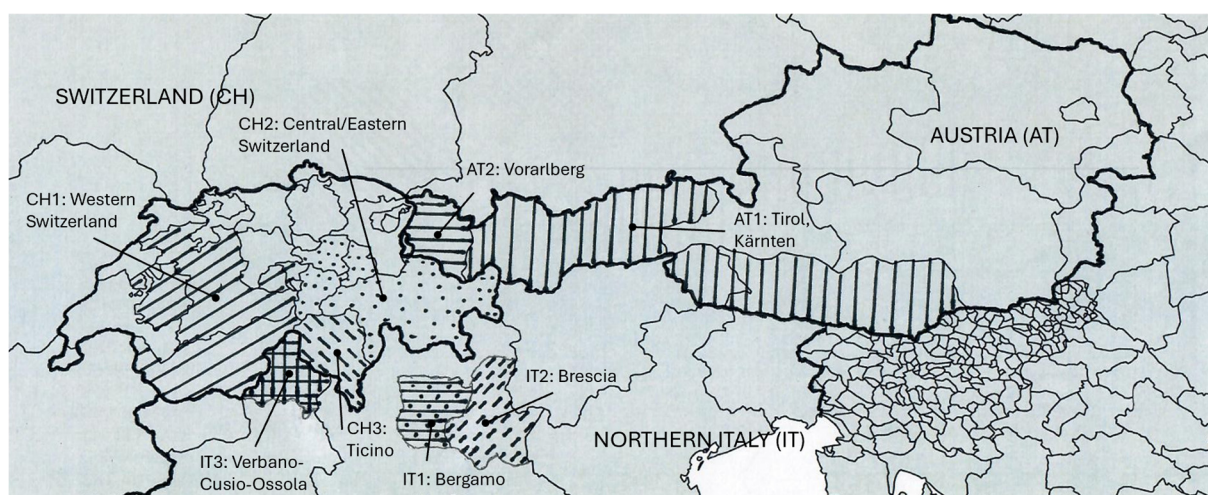 SWITZERLAND (CH)
CH2: Central/Eastern
Switzerland
AUSTRIA (AT)
AT2: Vorarlberg
CH1: Western
Switzerland
AT1: Tirol,
Kärnten
IT2: Brescia
CH3:
Ticino
NORTHERN ITALY (IT)
IT3: Verbano-
Cusio-Ossola
IT1: Bergamo